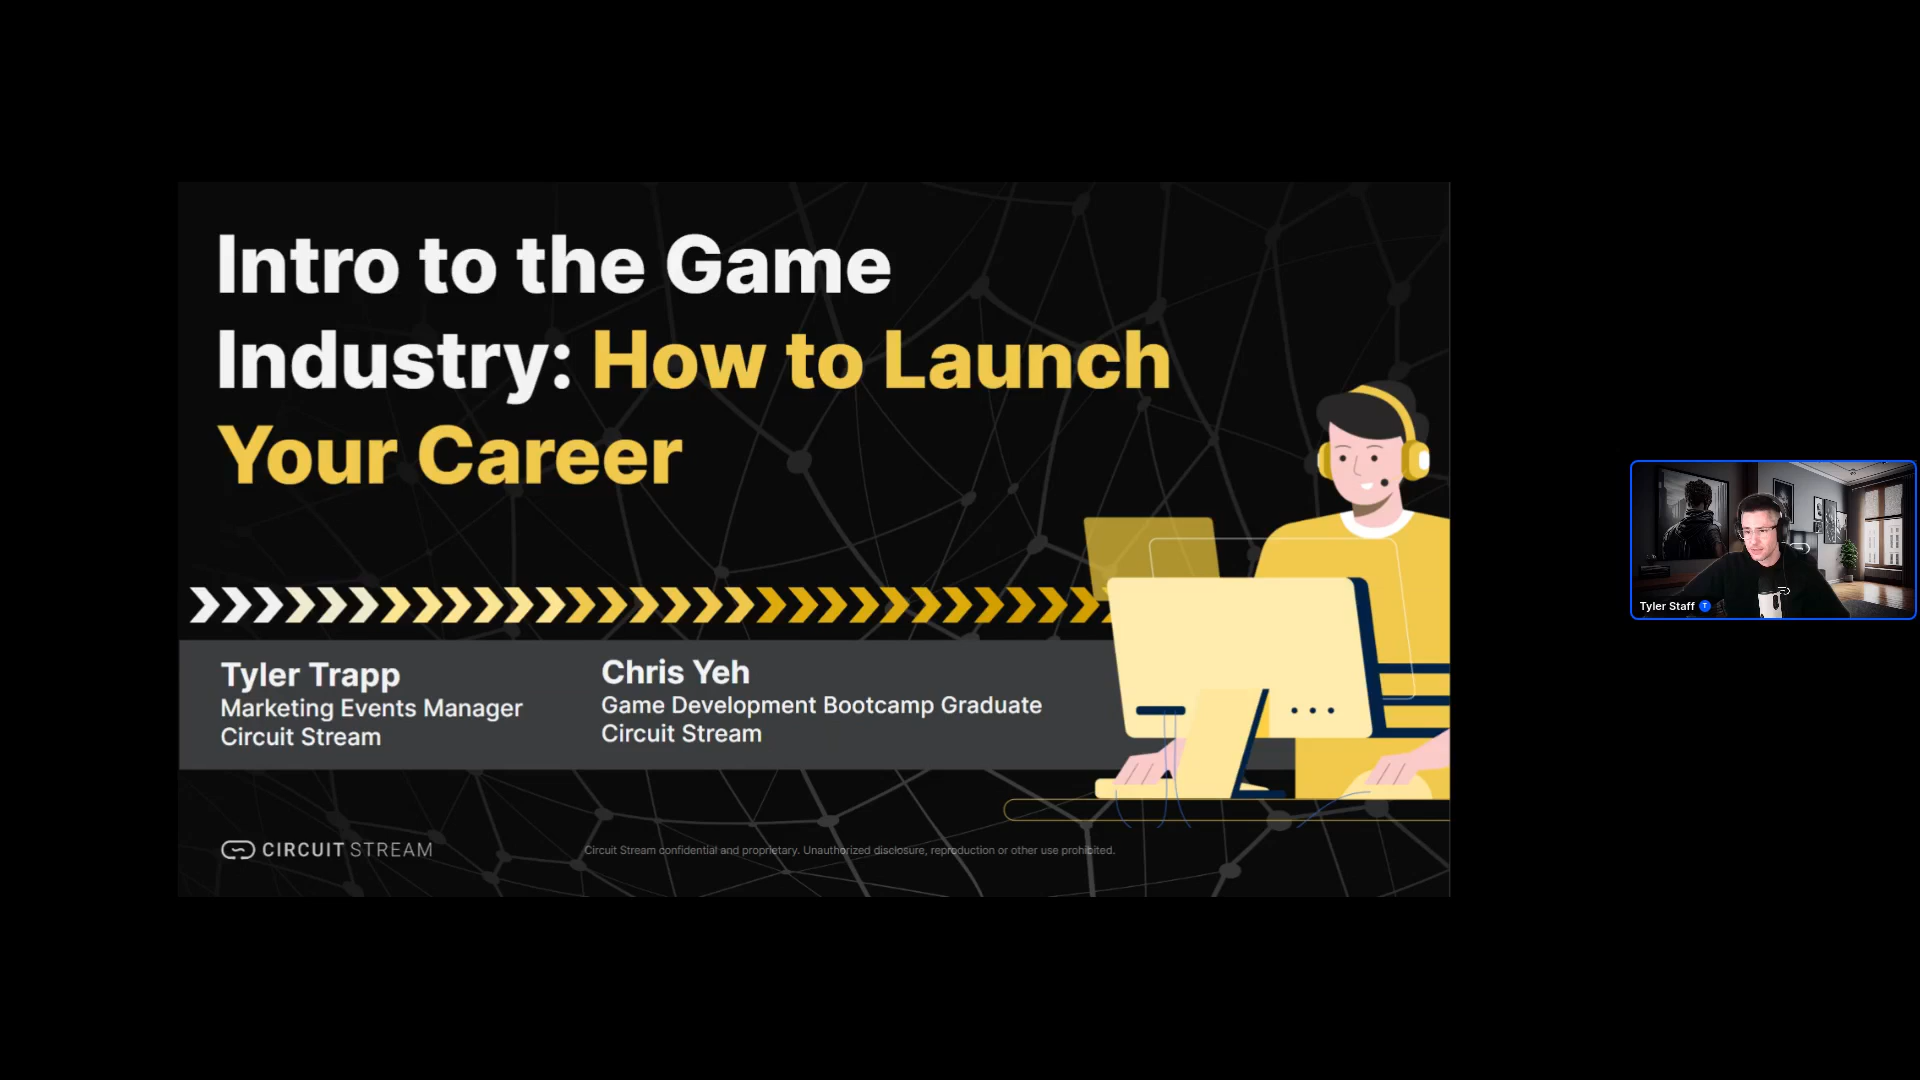 Intro to the Game
Industry: How to Launch
Your Career
Tyler Trapp
Marketing Events Manager
Circuit Stream
Chris Yeh
Game Development Bootcamp Graduate
Circuit Stream
CIRCUIT STREAM
Circuit Stream confidential and proprietary. Unauthorized disclosure, reproduction or other use prohibited.
Tyler Staff T